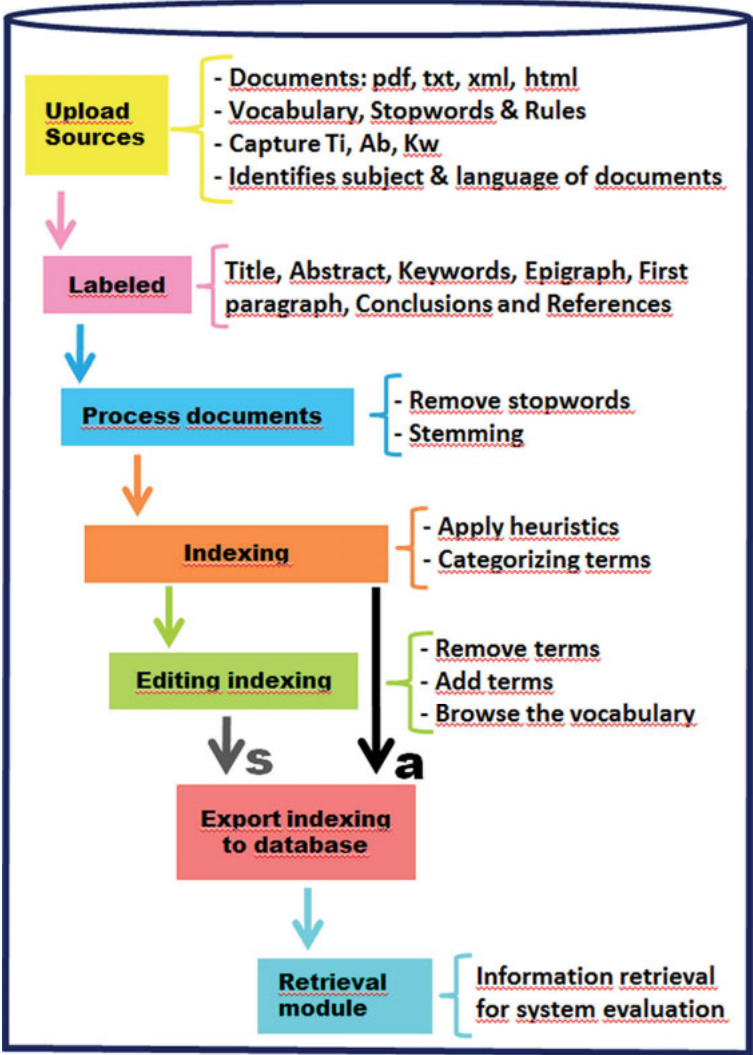 Upload
Sources
- Documents: pdf, txt, xml, html
- Vocabulary, Stopwords & Rules
- Capture Ti, Ab, Kw
- Identifies subject & language of documents
Labeled
Title, Abstract, Keywords, Epigraph, First
paragraph, Conclusions and References
Process documents
- Remove stopwords
- Stemming
Indexing
- Apply heuristics
- Categorizing terms
Editing indexing
- Remove terms
- Add terms
- Browse the vocabulary
s
a
Export indexing
to database
Retrieval
module
Information retrieval
for system evaluation